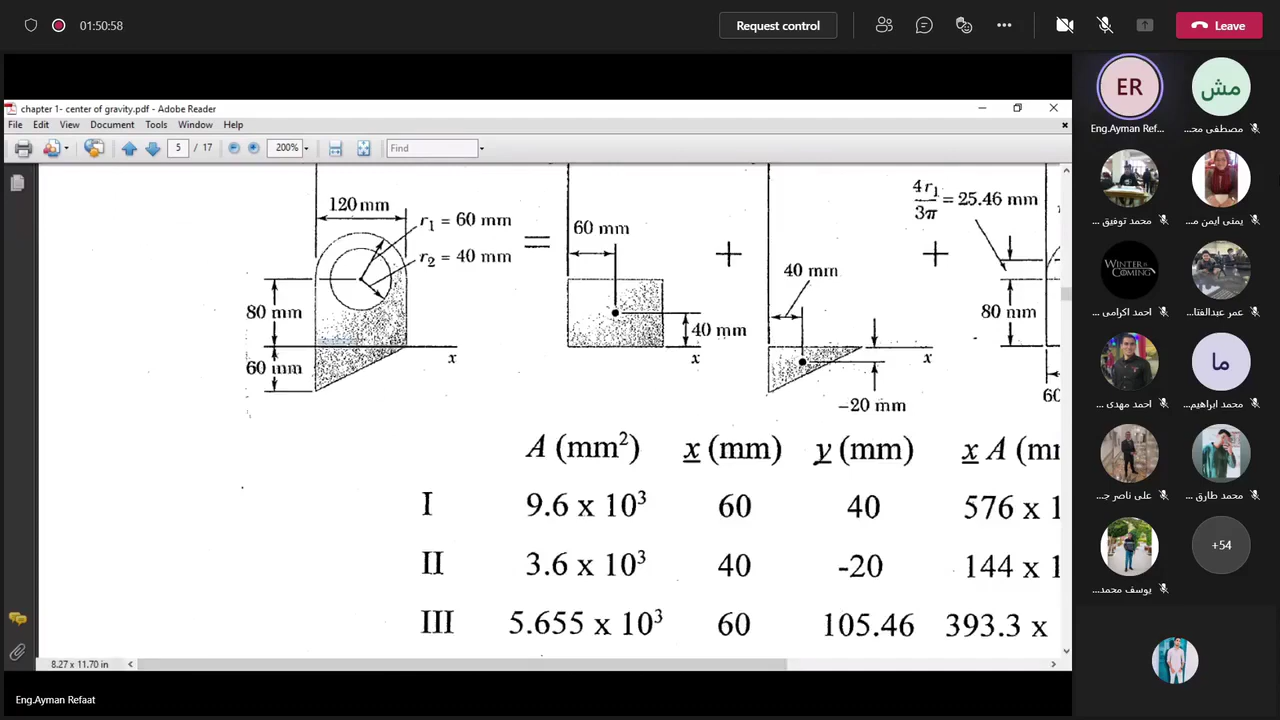 01:50:58
Request control
Leave
chapter 1- center of gravity.pdf - Adobe Reader
File Edit View Document Tools Window Help
5 / 17
200%
Find
120 mm
r₁ = 60 mm
r₂ = 40 mm
80 mm
60 mm
x
=
60 mm
40 mm
x
+
40 mm
x
−20 mm
+
4r₁/3π = 25.46 mm
80 mm
60
A (mm²) x (mm) y (mm) x A (m
I 9.6 x 10³ 60 40 576 x 1
II 3.6 x 10³ 40 -20 144 x 1
III 5.655 x 10³ 60 105.46 393.3 x
8.27 x 11.70 in
Eng.Ayman Refaat
ER
Eng.Ayman Ref...
مش
مصطفى محـ...
محمد توفيق ...
يمنى ايمن مـ...
WINTER IS COMING
احمد اكرامى ...
عمر عبدالفتا...
احمد مهدى ...
ما
محمد ابراهيم...
على ناصر جـ...
محمد طارق ...
يوسف محمد...
+54